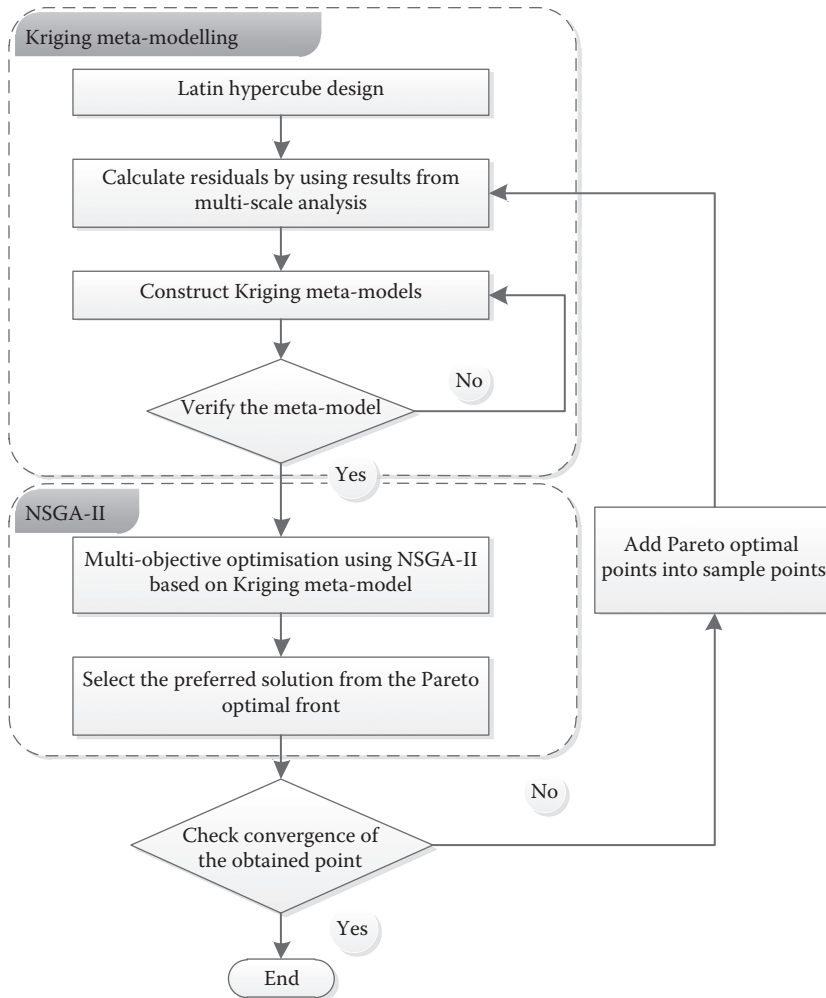 Kriging meta-modelling
Latin hypercube design
Calculate residuals by using results from
multi-scale analysis
Construct Kriging meta-models
No
Verify the meta-model
Yes
NSGA-II
Multi-objective optimisation using NSGA-II
based on Kriging meta-model
Add Pareto optimal
points into sample points
Select the preferred solution from the Pareto
optimal front
No
Check convergence of
the obtained point
Yes
End